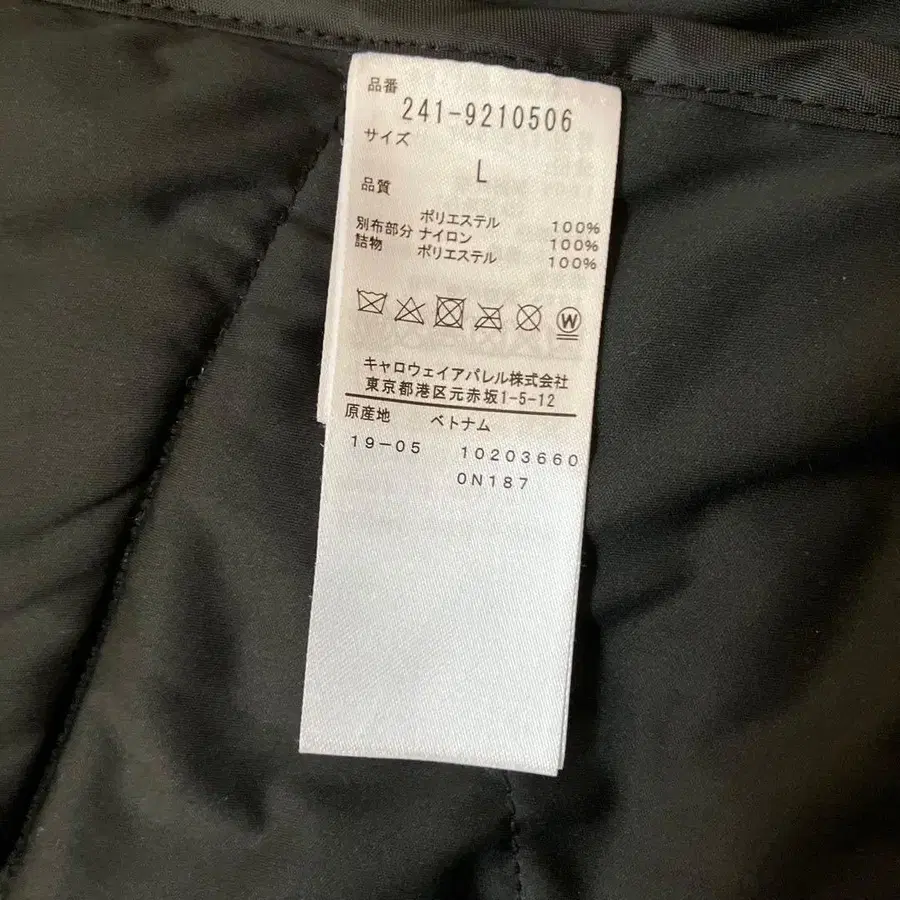 品番
241-9210506
サイズ
L
品質
ポリエステル 100%
別布部分 ナイロン 100%
詰物 ポリエステル 100%
W
キャロウェイアパレル株式会社
東京都港区元赤坂1-5-12
原産地 ベトナム
19-05 10203660
0N187